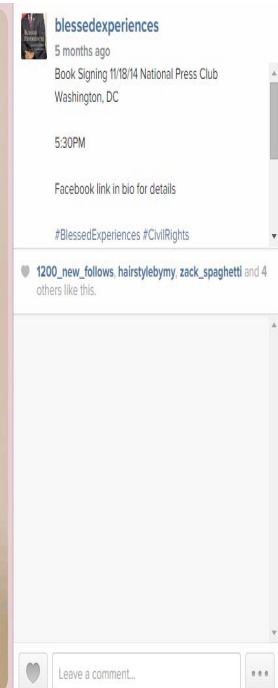 blessedexperiences
5 months ago
Book Signing 11/18/14 National Press Club
Washington, DC
5:30PM
Facebook link in bio for details
#BlessedExperiences #CivilRights
1200_new_follows, hairstylebymy, zack_spaghetti and 4
others like this.
Leave a comment...